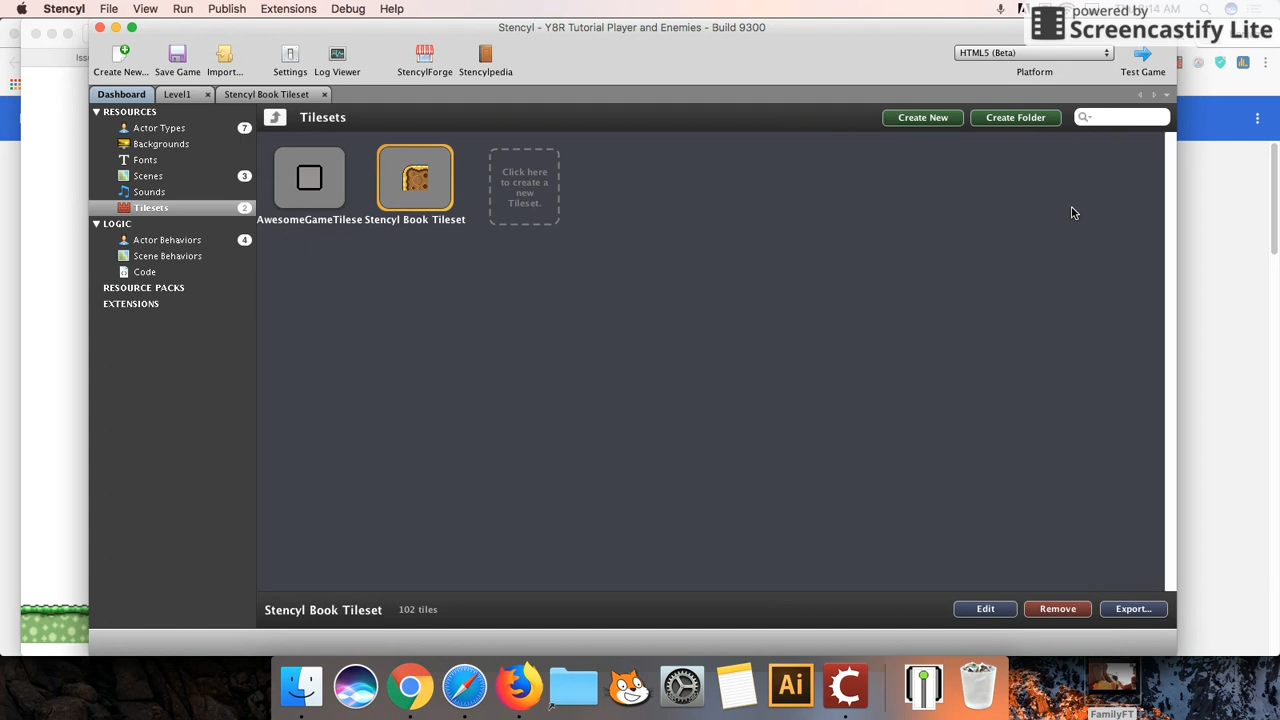 Stencyl File View Run Publish Extensions Debug Help
14 AM
powered by
Screencastify Lite
Stencyl - Y8R Tutorial Player and Enemies - Build 9300
Create New... Save Game Import... Settings Log Viewer StencylForge Stencylpedia
HTML5 (Beta)
Platform
Test Game
Dashboard Level1 Stencyl Book Tileset
RESOURCES
Actor Types 7
Backgrounds
Fonts
Scenes 3
Sounds
Tilesets 2
LOGIC
Actor Behaviors 4
Scene Behaviors
Code
RESOURCE PACKS
EXTENSIONS
Tilesets
Create New Create Folder
Click here
to create a
new
Tileset.
AwesomeGameTilese Stencyl Book Tileset
Stencyl Book Tileset 102 tiles
Edit Remove Export...
Ai
FamilyFT